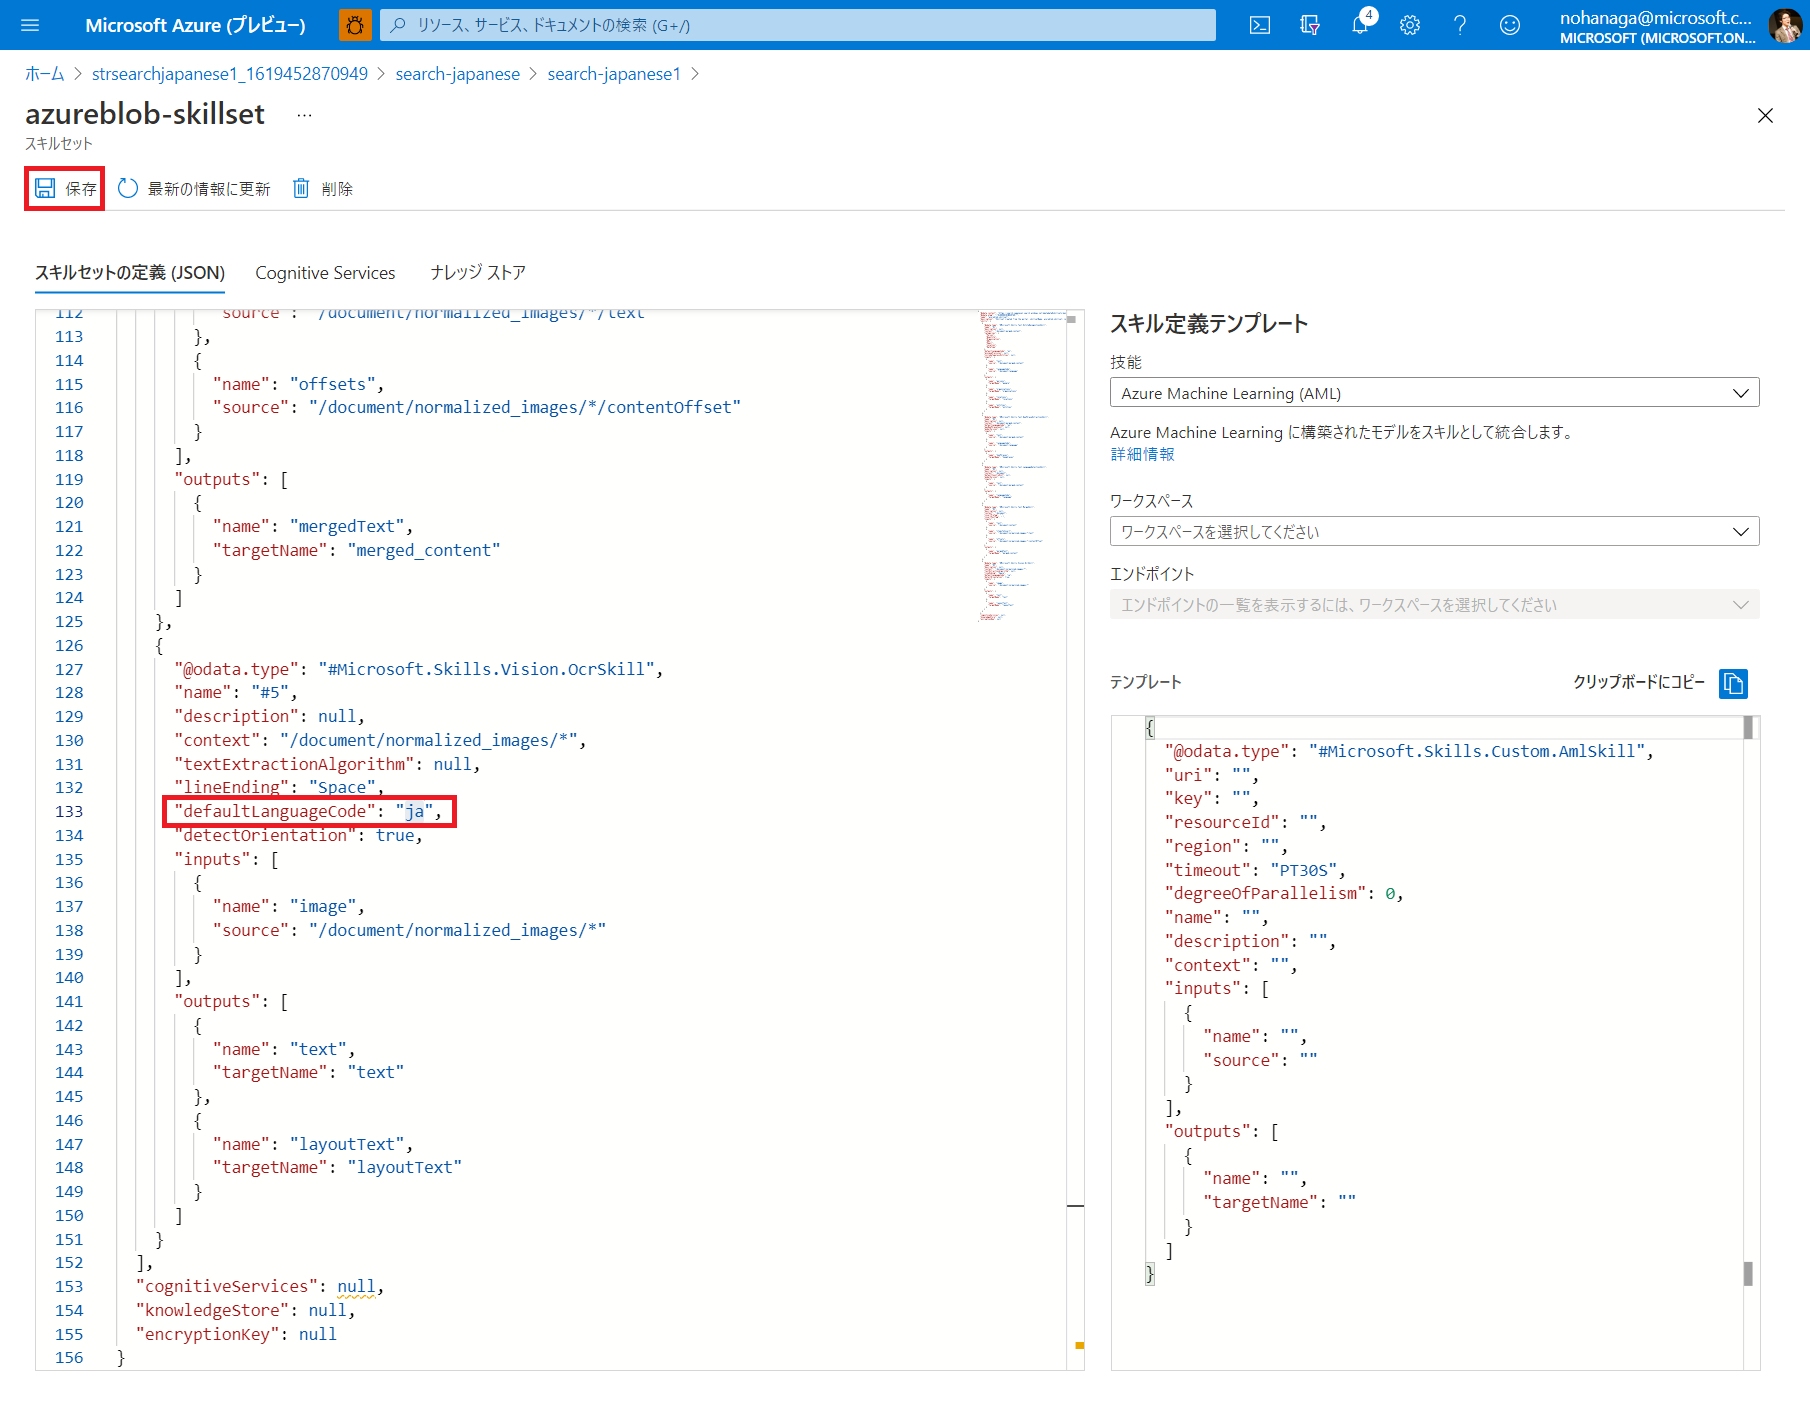 Microsoft Azure (プレビュー)
リソース、サービス、ドキュメントの検索 (G+/)
4
nohanaga@microsoft.c...
MICROSOFT (MICROSOFT.ON...
ホーム > strsearchjapanese1_1619452870949 > search-japanese > search-japanese1 >
azureblob-skillset ...
スキルセット
保存 最新の情報に更新 削除
スキルセットの定義 (JSON) Cognitive Services ナレッジ ストア
112 "source": "/document/normalized_images/*/text"
113 },
114 {
115 "name": "offsets",
116 "source": "/document/normalized_images/*/contentOffset"
117 }
118 ],
119 "outputs": [
120 {
121 "name": "mergedText",
122 "targetName": "merged_content"
123 }
124 ]
125 },
126 {
127 "@odata.type": "#Microsoft.Skills.Vision.OcrSkill",
128 "name": "#5",
129 "description": null,
130 "context": "/document/normalized_images/*",
131 "textExtractionAlgorithm": null,
132 "lineEnding": "Space",
133 "defaultLanguageCode": "ja",
134 "detectOrientation": true,
135 "inputs": [
136 {
137 "name": "image",
138 "source": "/document/normalized_images/*"
139 }
140 ],
141 "outputs": [
142 {
143 "name": "text",
144 "targetName": "text"
145 },
146 {
147 "name": "layoutText",
148 "targetName": "layoutText"
149 }
150 ]
151 }
152 ],
153 "cognitiveServices": null,
154 "knowledgeStore": null,
155 "encryptionKey": null
156 }
スキル定義テンプレート
技能
Azure Machine Learning (AML)
Azure Machine Learning に構築されたモデルをスキルとして統合します。
詳細情報
ワークスペース
ワークスペースを選択してください
エンドポイント
エンドポイントの一覧を表示するには、ワークスペースを選択してください
テンプレート クリップボードにコピー
{
"@odata.type": "#Microsoft.Skills.Custom.AmlSkill",
"uri": "",
"key": "",
"resourceId": "",
"region": "",
"timeout": "PT30S",
"degreeOfParallelism": 0,
"name": "",
"description": "",
"context": "",
"inputs": [
{
"name": "",
"source": ""
}
],
"outputs": [
{
"name": "",
"targetName": ""
}
]
}